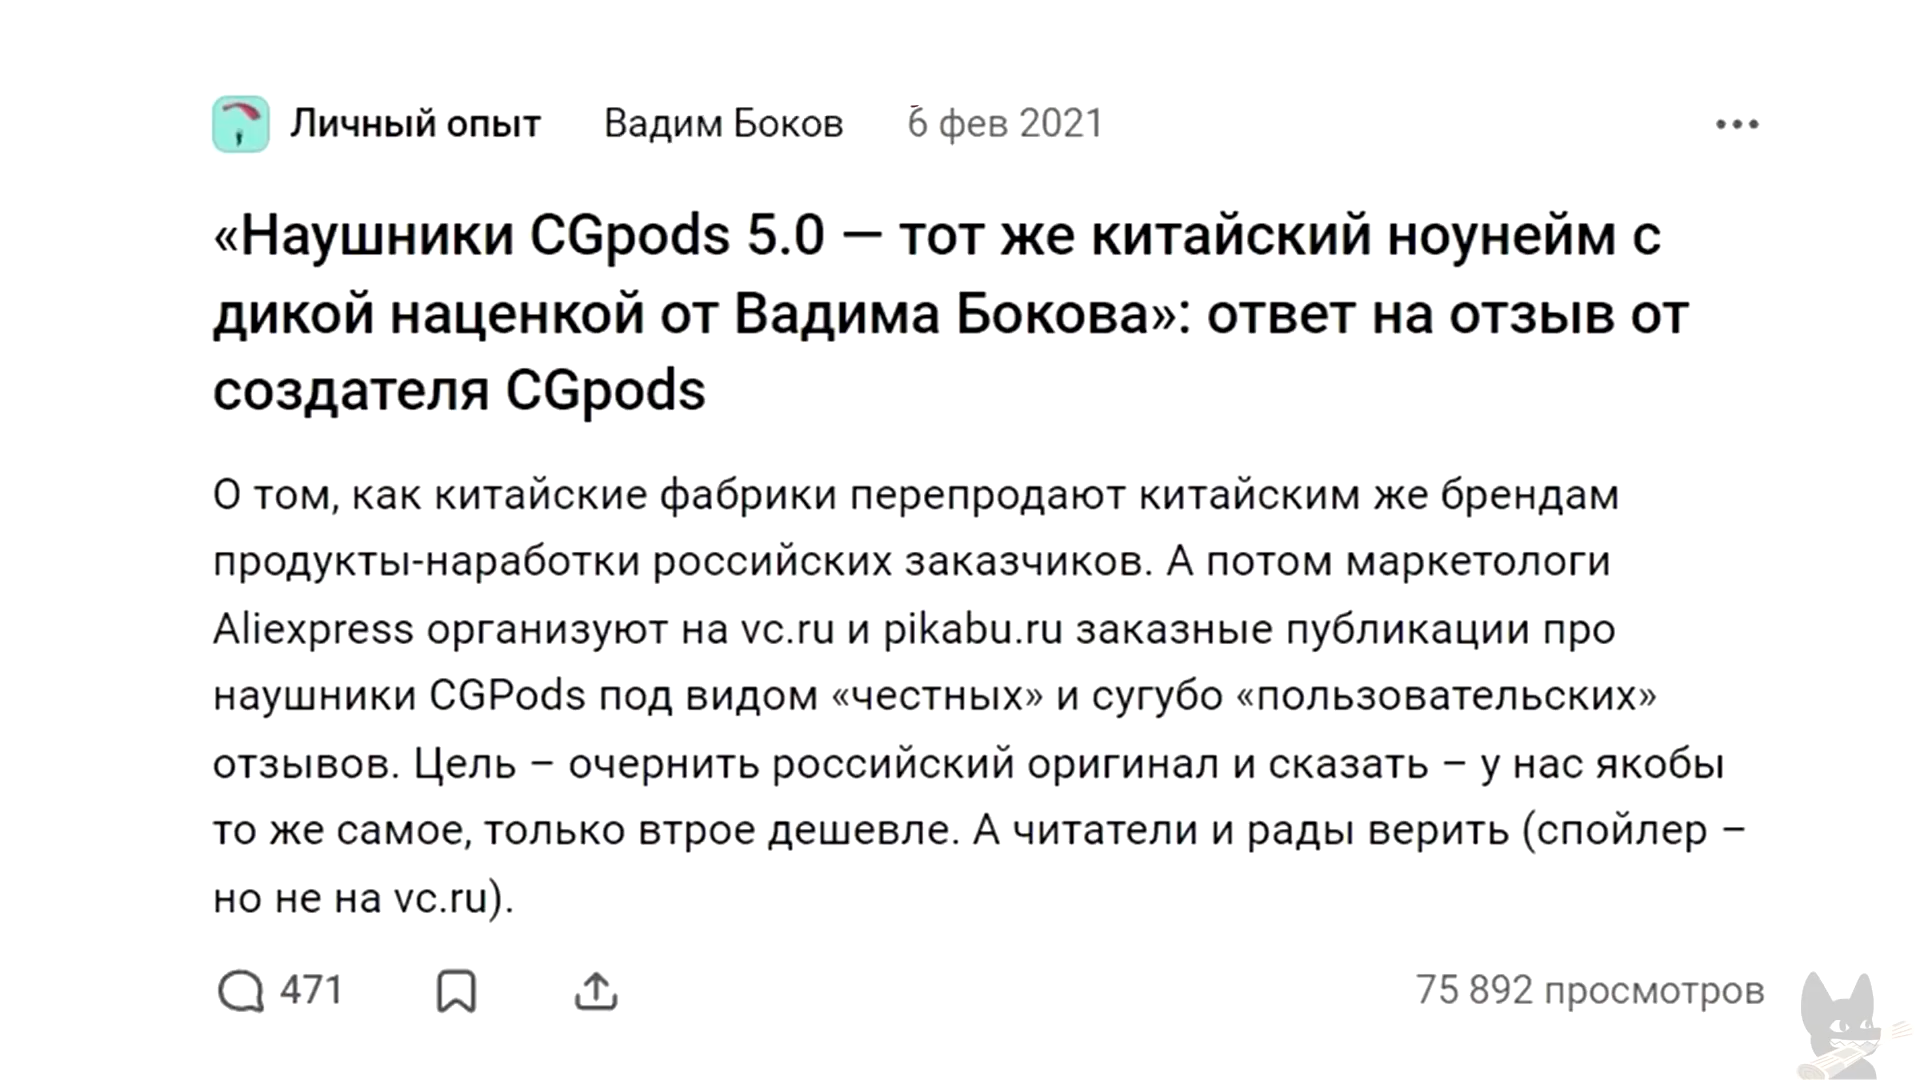 Личный опыт Вадим Боков 6 фев 2021
«Наушники CGpods 5.0 — тот же китайский ноунейм с
дикой наценкой от Вадима Бокова»: ответ на отзыв от
создателя CGpods
О том, как китайские фабрики перепродают китайским же брендам
продукты-наработки российских заказчиков. А потом маркетологи
Aliexpress организуют на vc.ru и pikabu.ru заказные публикации про
наушники CGPods под видом «честных» и сугубо «пользовательских»
отзывов. Цель – очернить российский оригинал и сказать – у нас якобы
то же самое, только втрое дешевле. А читатели и рады верить (спойлер –
но не на vc.ru).
471 75 892 просмотров